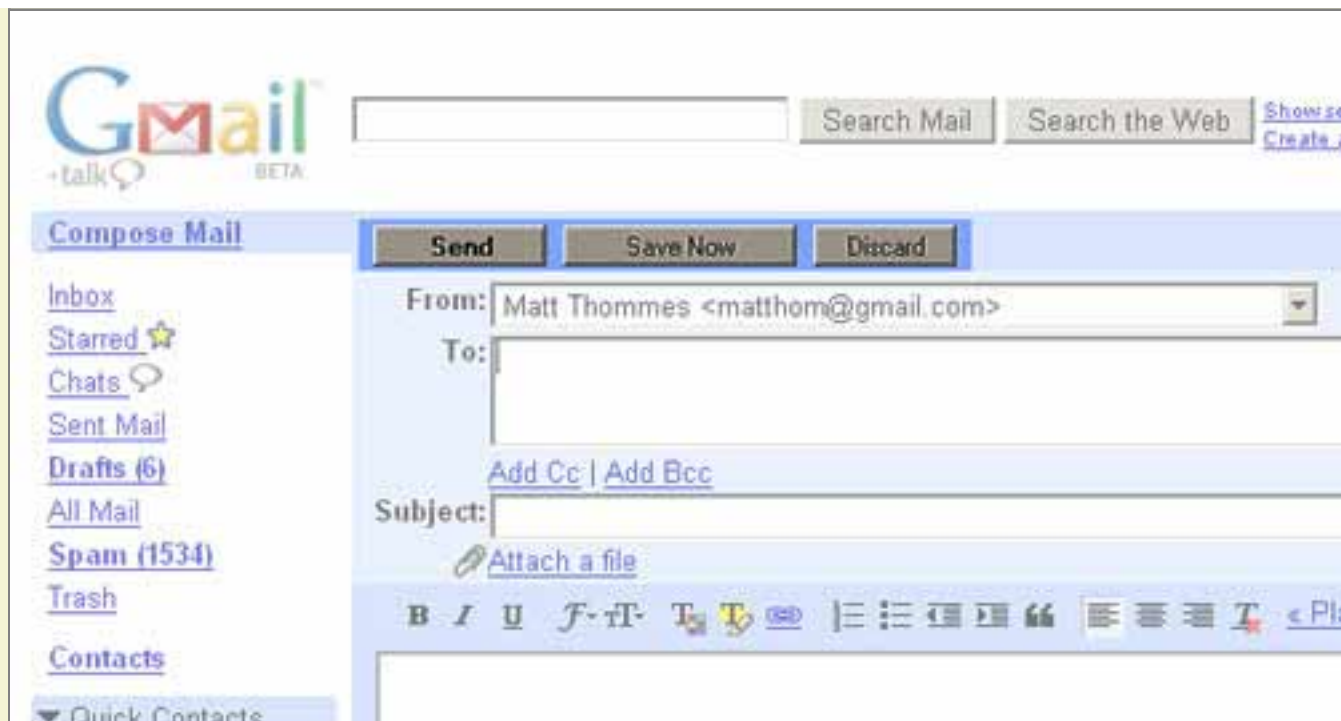 Gmail™
+talk BETA
Search Mail Search the Web
Create
Compose Mail
Send Save Now Discard
Inbox
Starred
Chats
Sent Mail
Drafts (6)
All Mail
Spam (1534)
Trash
Contacts
Quick Contacts
From: Matt Thommes <matthom@gmail.com>
To:
Add Cc | Add Bcc
Subject:
Attach a file
B I U